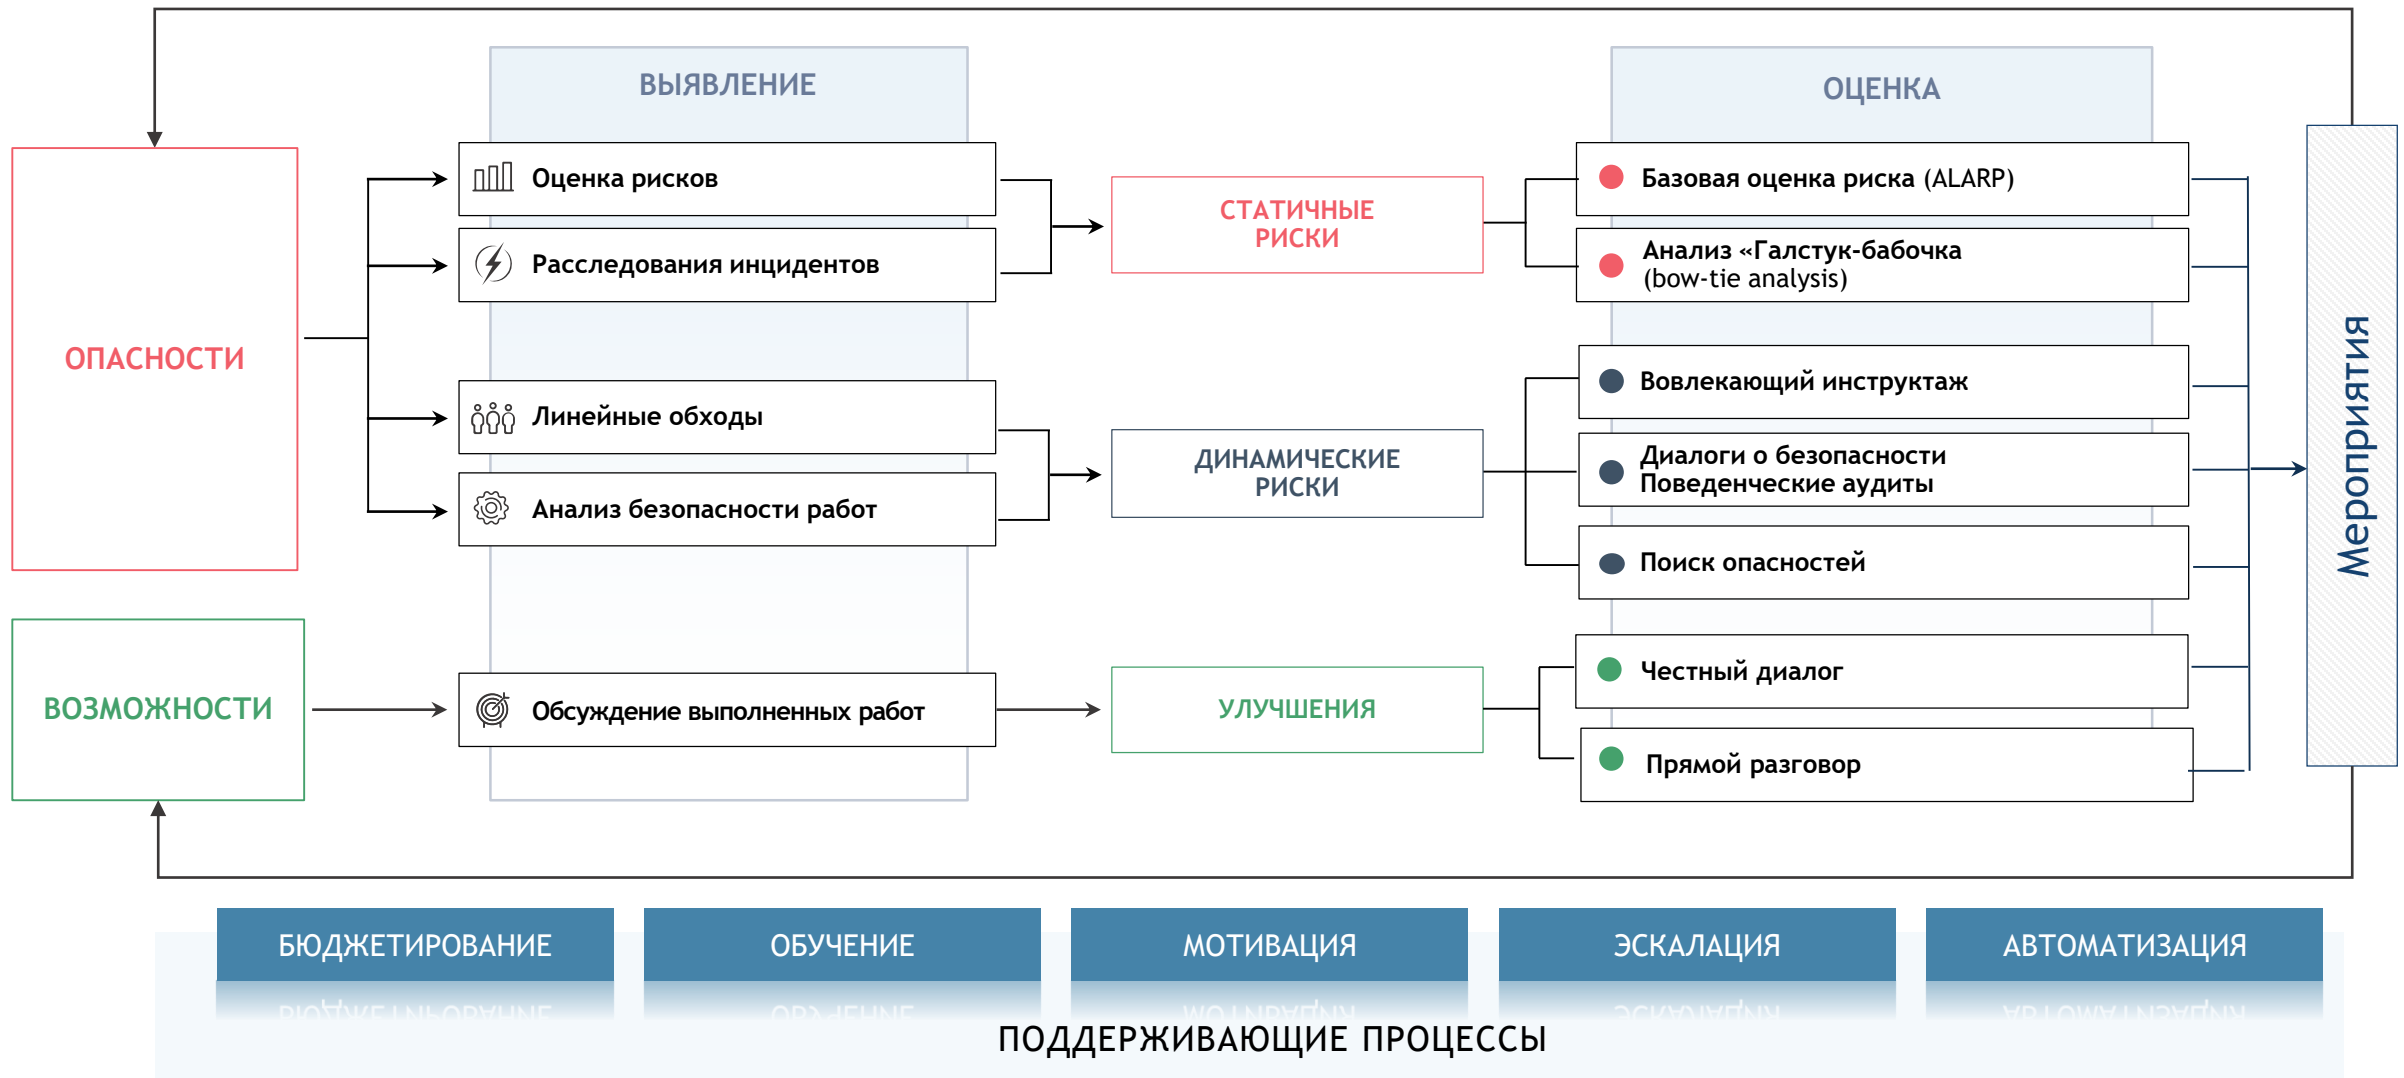 ВЫЯВЛЕНИЕ
ОЦЕНКА
ОПАСНОСТИ
Оценка рисков
Расследования инцидентов
Линейные обходы
Анализ безопасности работ
СТАТИЧНЫЕ
РИСКИ
ДИНАМИЧЕСКИЕ
РИСКИ
Базовая оценка риска (ALARP)
Анализ «Галстук-бабочка
(bow-tie analysis)
Вовлекающий инструктаж
Диалоги о безопасности
Поведенческие аудиты
Поиск опасностей
ВОЗМОЖНОСТИ
Обсуждение выполненных работ
УЛУЧШЕНИЯ
Честный диалог
Прямой разговор
Мероприятия
БЮДЖЕТИРОВАНИЕ
ОБУЧЕНИЕ
МОТИВАЦИЯ
ЭСКАЛАЦИЯ
АВТОМАТИЗАЦИЯ
ПОДДЕРЖИВАЮЩИЕ ПРОЦЕССЫ